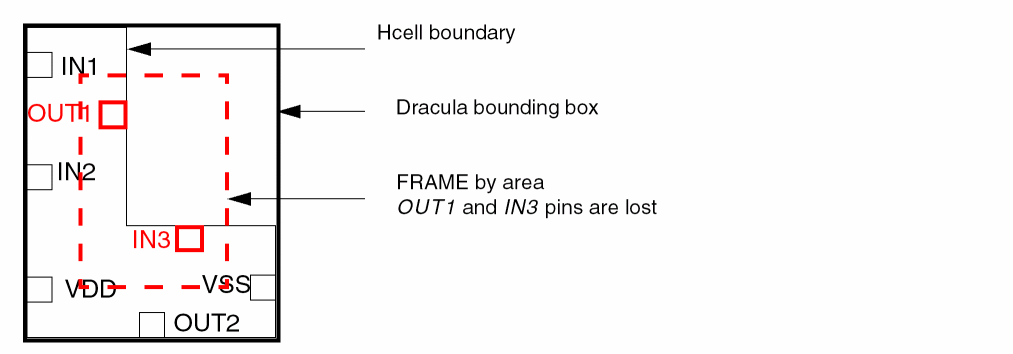 Hcell boundary
IN1
OUT1
Dracula bounding box
IN2
FRAME by area
OUT1 and IN3 pins are lost
IN3
VDD
VSS
OUT2